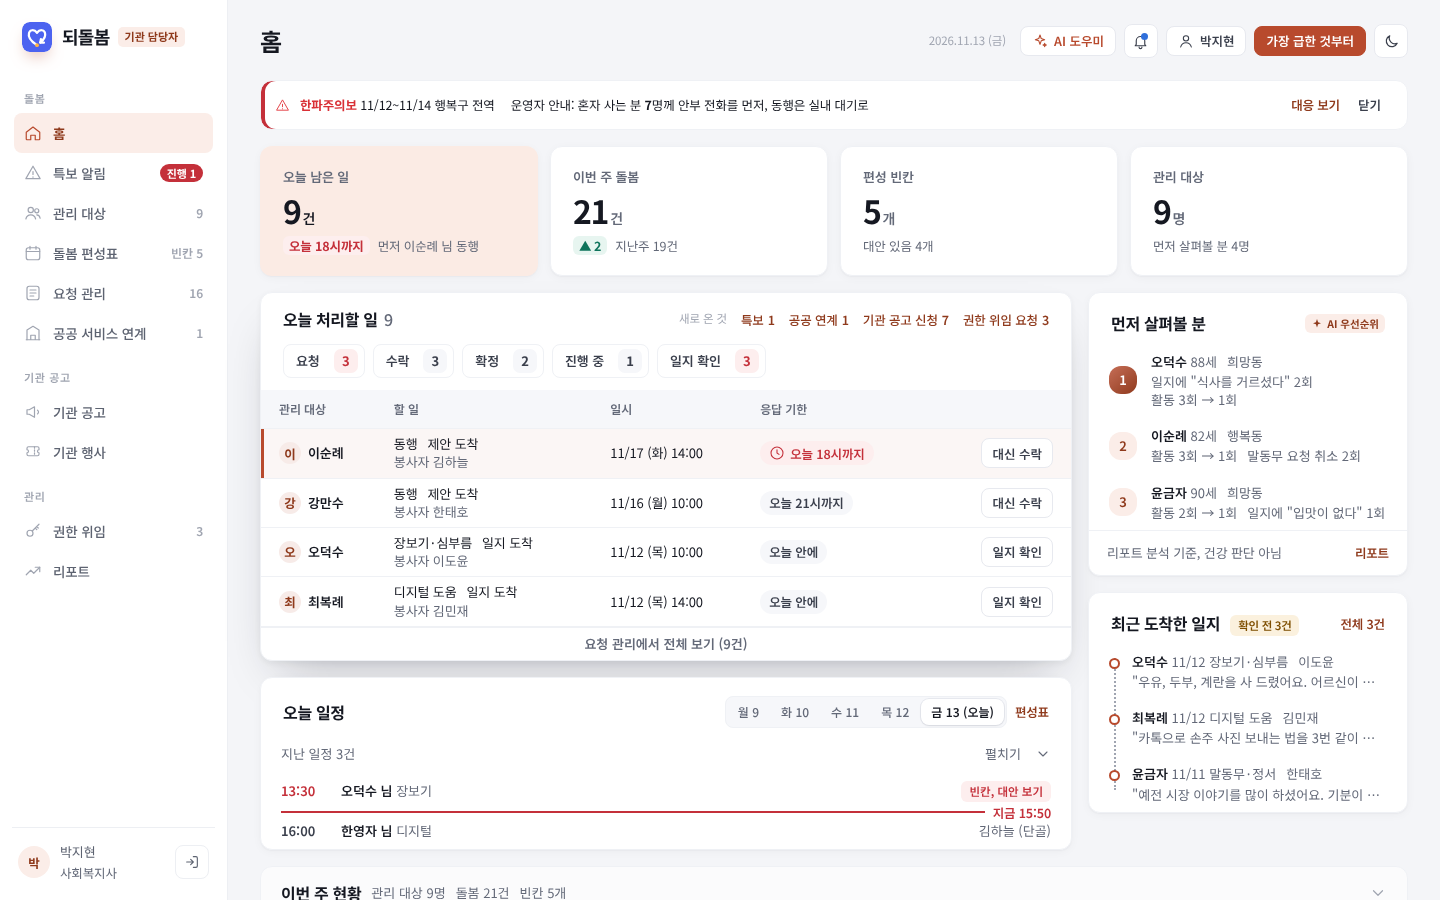 되돌봄 기관 담당자
돌봄
홈
특보 알림 진행 1
관리 대상 9
돌봄 편성표 빈칸 5
요청 관리 16
공공 서비스 연계 1
기관 공고
기관 공고
기관 행사
관리
권한 위임 3
리포트
박 박지현
사회복지사
홈
2026.11.13 (금) AI 도우미 박지현 가장 급한 것부터
한파주의보 11/12~11/14 행복구 전역 운영자 안내: 혼자 사는 분 7명께 안부 전화를 먼저, 동행은 실내 대기로 대응 보기 닫기
오늘 남은 일
9건
오늘 18시까지 먼저 이순례 님 동행
이번 주 돌봄
21건
▲2 지난주 19건
편성 빈칸
5개
대안 있음 4개
관리 대상
9명
먼저 살펴볼 분 4명
오늘 처리할 일 9 새로 온 것 특보 1 공공 연계 1 기관 공고 신청 7 권한 위임 요청 3
요청 3 수락 3 확정 2 진행 중 1 일지 확인 3
관리 대상 할 일 일시 응답 기한
이 이순례 동행 제안 도착 11/17 (화) 14:00 오늘 18시까지 대신 수락
봉사자 김하늘
강 강만수 동행 제안 도착 11/16 (월) 10:00 오늘 21시까지 대신 수락
봉사자 한태호
오 오덕수 장보기·심부름 일지 도착 11/12 (목) 10:00 오늘 안에 일지 확인
봉사자 이도윤
최 최복례 디지털 도움 일지 도착 11/12 (목) 14:00 오늘 안에 일지 확인
봉사자 김민재
요청 관리에서 전체 보기 (9건)
오늘 일정 월 9 화 10 수 11 목 12 금 13 (오늘) 편성표
지난 일정 3건 펼치기
13:30 오덕수 님 장보기 빈칸, 대안 보기
지금 15:50
16:00 한영자 님 디지털 김하늘 (단골)
이번 주 현황 관리 대상 9명 돌봄 21건 빈칸 5개
먼저 살펴볼 분 AI 우선순위
1 오덕수 88세 희망동
일지에 "식사를 거르셨다" 2회
활동 3회 → 1회
2 이순례 82세 행복동
활동 3회 → 1회 말동무 요청 취소 2회
3 윤금자 90세 희망동
활동 2회 → 1회 일지에 "입맛이 없다" 1회
리포트 분석 기준, 건강 판단 아님 리포트
최근 도착한 일지 확인 전 3건 전체 3건
오덕수 11/12 장보기·심부름 이도윤
"우유, 두부, 계란을 사 드렸어요. 어르신이 …
최복례 11/12 디지털 도움 김민재
"카톡으로 손주 사진 보내는 법을 3번 같이 …
윤금자 11/11 말동무·정서 한태호
"예전 시장 이야기를 많이 하셨어요. 기분이 …